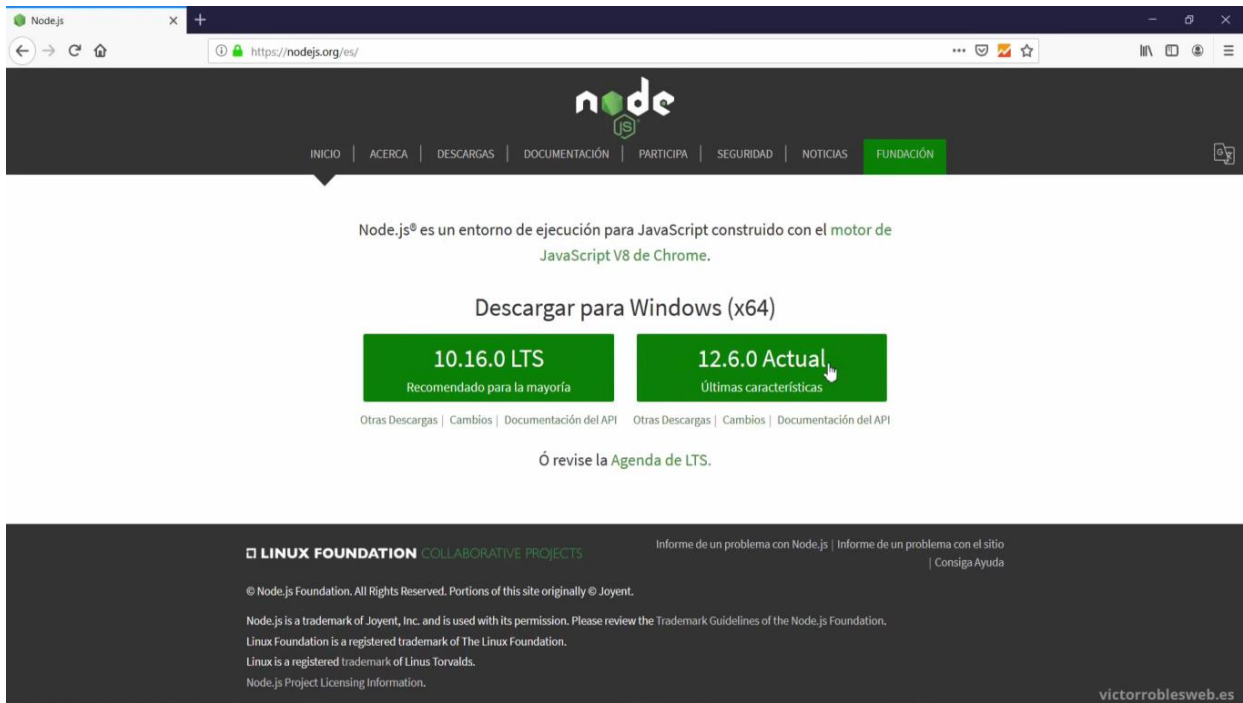 Node.js
https://nodejs.org/es/
node
JS
INICIO | ACERCA | DESCARGAS | DOCUMENTACIÓN | PARTICIPA | SEGURIDAD | NOTICIAS FUNDACIÓN
Node.js® es un entorno de ejecución para JavaScript construido con el motor de
JavaScript V8 de Chrome.
Descargar para Windows (x64)
10.16.0 LTS
Recomendado para la mayoría
12.6.0 Actual
Últimas características
Otras Descargas | Cambios | Documentación del API
Otras Descargas | Cambios | Documentación del API
Ó revise la Agenda de LTS.
LINUX FOUNDATION COLLABORATIVE PROJECTS
Informe de un problema con Node.js | Informe de un problema con el sitio
| Consiga Ayuda
© Node.js Foundation. All Rights Reserved. Portions of this site originally © Joyent.
Node.js is a trademark of Joyent, Inc. and is used with its permission. Please review the Trademark Guidelines of the Node.js Foundation.
Linux Foundation is a registered trademark of The Linux Foundation.
Linux is a registered trademark of Linus Torvalds.
Node.js Project Licensing Information.
victorroblesweb.es